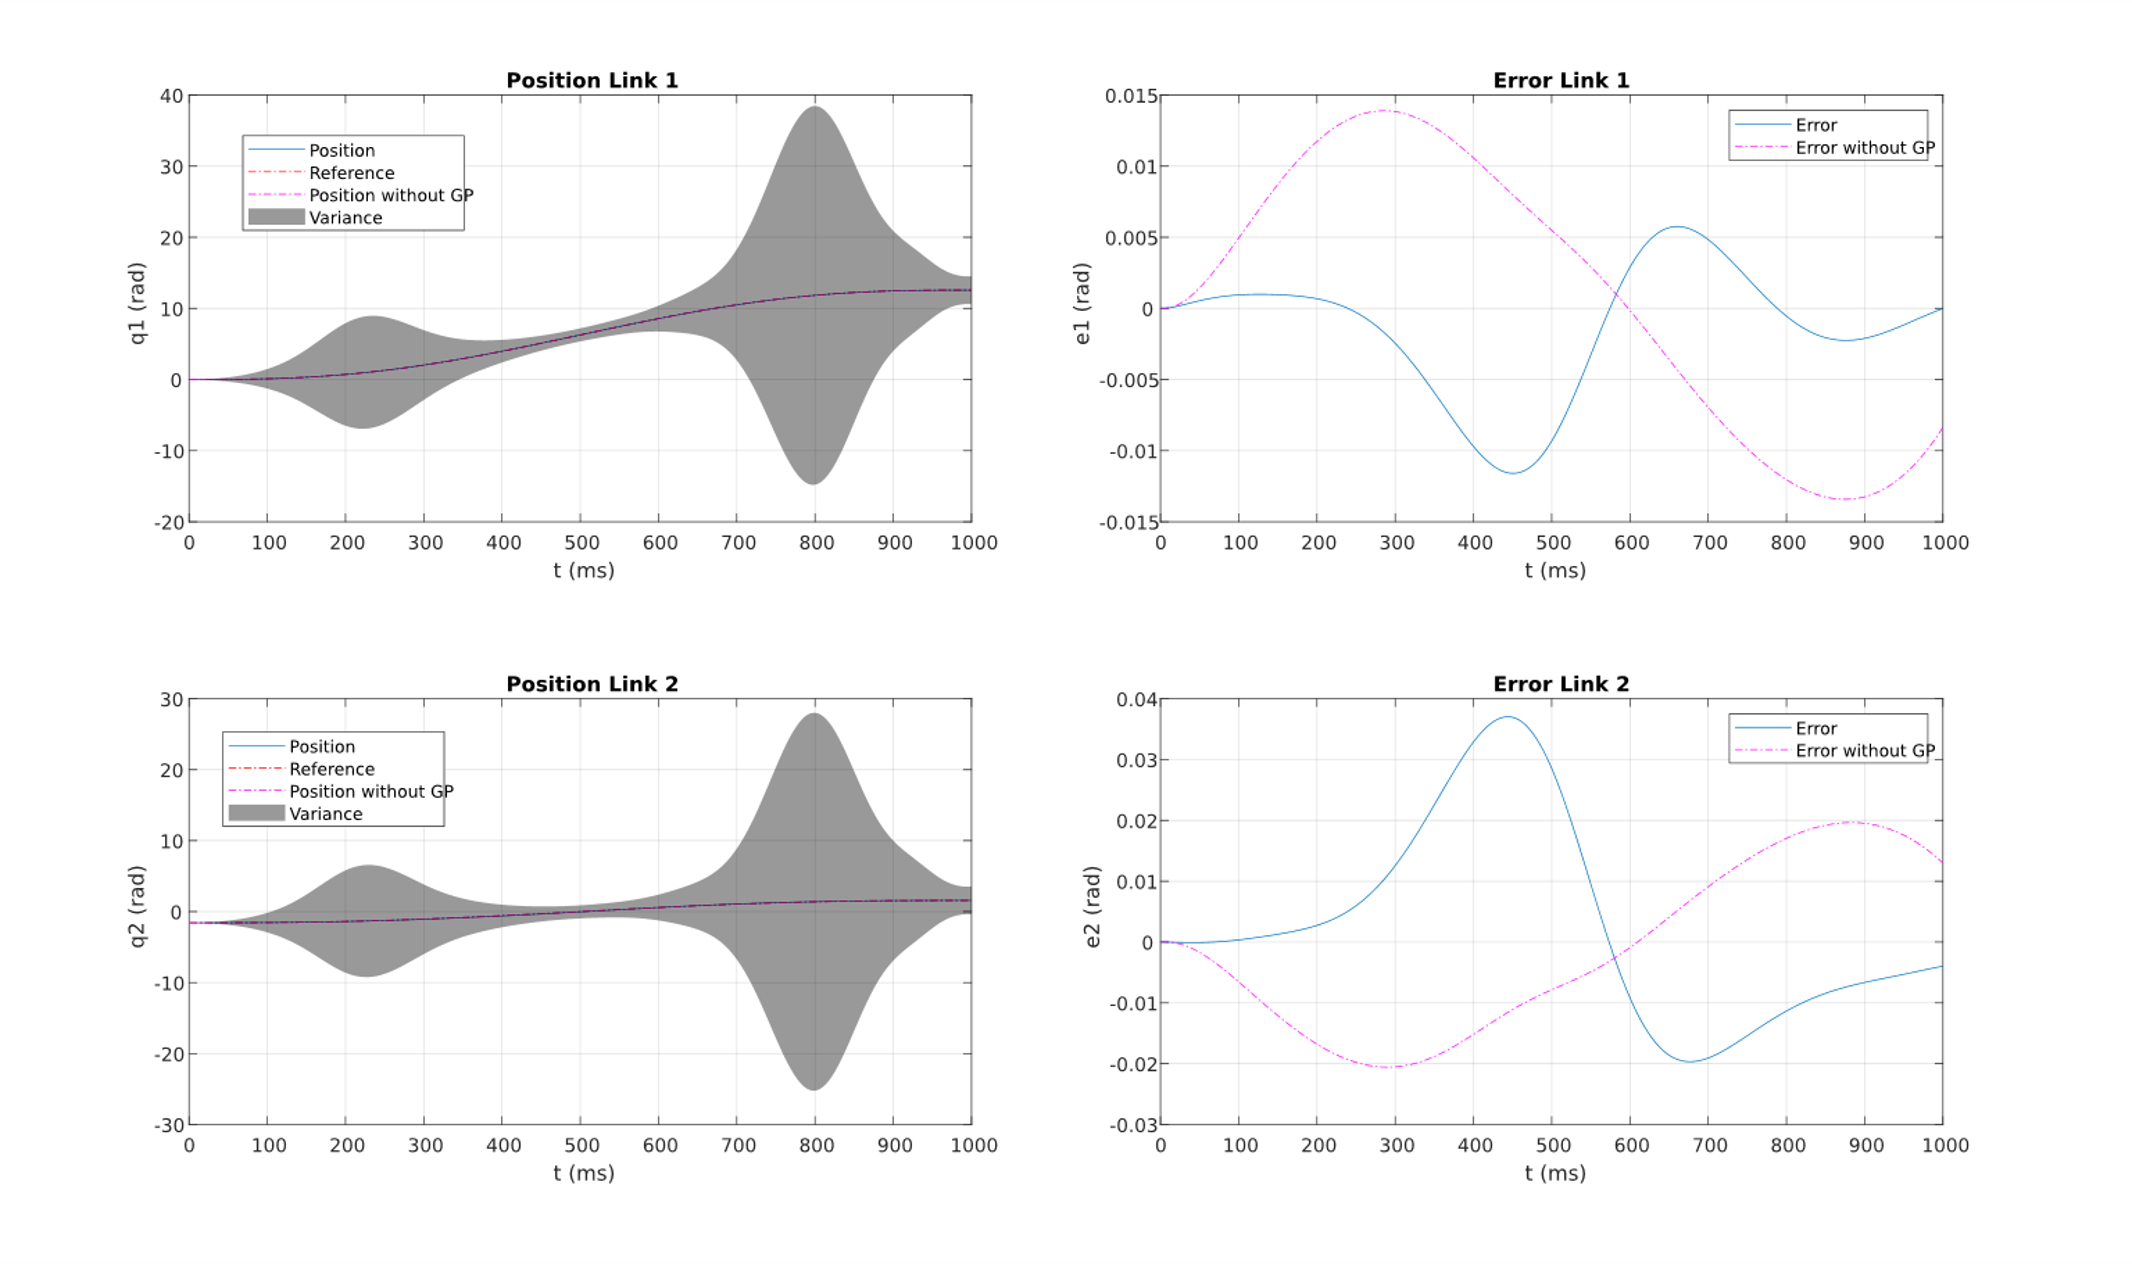 Position Link 1
40
30
20
10
0
-10
-20
q1 (rad)
Position
Reference
Position without GP
Variance
0 100 200 300 400 500 600 700 800 900 1000
t (ms)
Error Link 1
0.015
0.01
0.005
0
-0.005
-0.01
-0.015
e1 (rad)
Error
Error without GP
0 100 200 300 400 500 600 700 800 900 1000
t (ms)
Position Link 2
30
20
10
0
-10
-20
-30
q2 (rad)
Position
Reference
Position without GP
Variance
0 100 200 300 400 500 600 700 800 900 1000
t (ms)
Error Link 2
0.04
0.03
0.02
0.01
0
-0.01
-0.02
-0.03
e2 (rad)
Error
Error without GP
0 100 200 300 400 500 600 700 800 900 1000
t (ms)